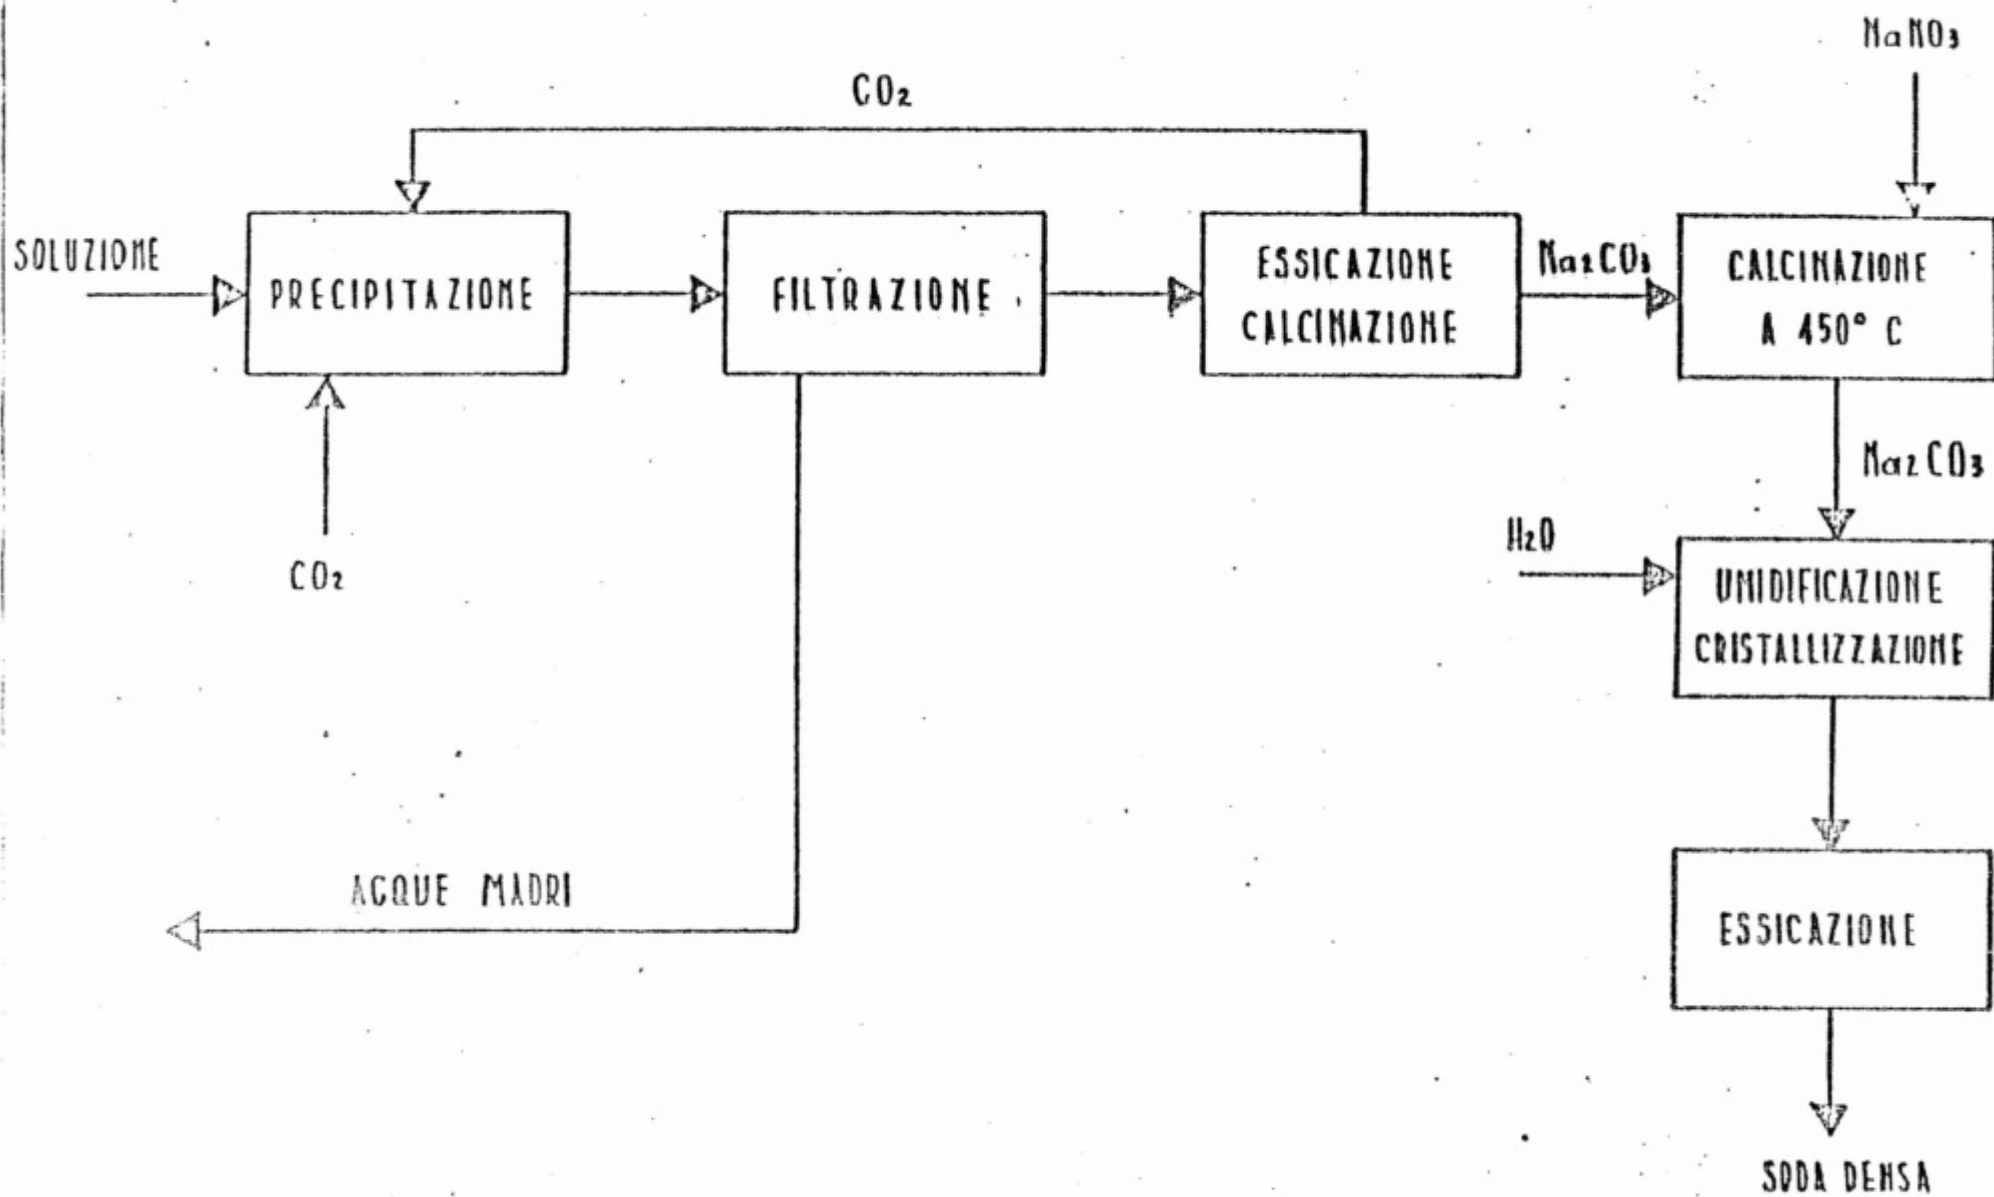 NaNO₃
CO₂
SOLUZIONE
PRECIPITAZIONE
FILTRAZIONE
ESSICAZIONE
CALCINAZIONE
Na₂CO₃
CALCINAZIONE
A 450° C
Na₂CO₃
H₂O
CO₂
UMIDIFICAZIONE
CRISTALLIZZAZIONE
ACQUE MADRI
ESSICAZIONE
SODA DENSA